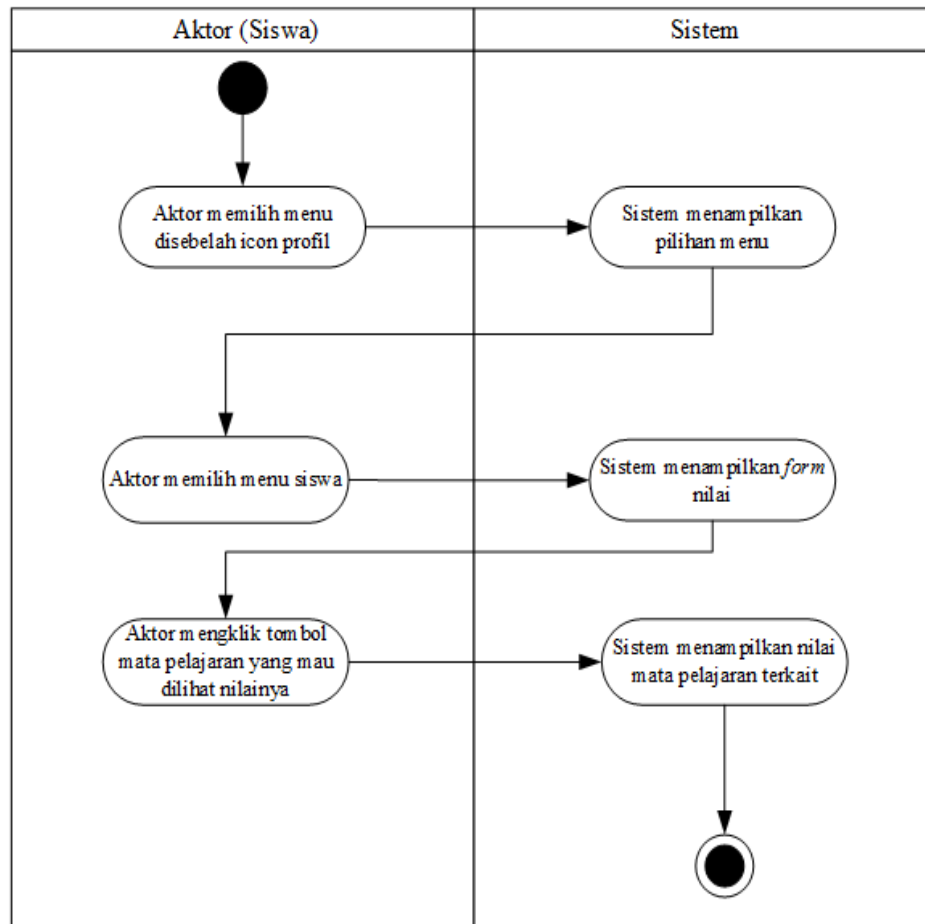 Aktor (Siswa)
Sistem
Aktor memilih menu
disebelah icon profil
Sistem menampilkan
pilihan menu
Aktor memilih menu siswa
Sistem menampilkan form
nilai
Aktor mengklik tombol
mata pelajaran yang mau
dilihat nilainya
Sistem menampilkan nilai
mata pelajaran terkait